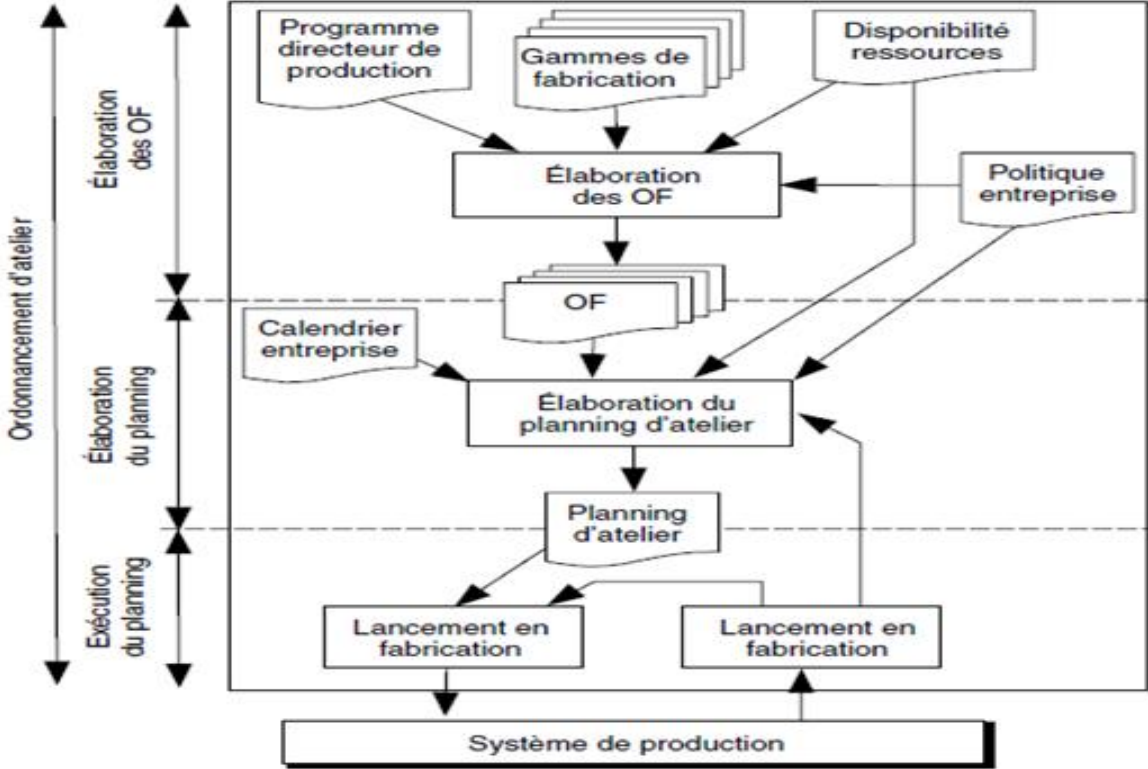 Programme
directeur de
production
Gammes de
fabrication
Disponibilité
ressources
Élaboration
des OF
Politique
entreprise
OF
Calendrier
entreprise
Élaboration du
planning d'atelier
Planning
d'atelier
Lancement en
fabrication
Lancement en
fabrication
Système de production
Ordonnancement d'atelier
Élaboration
des OF
Élaboration
du planning
Exécution
du planning